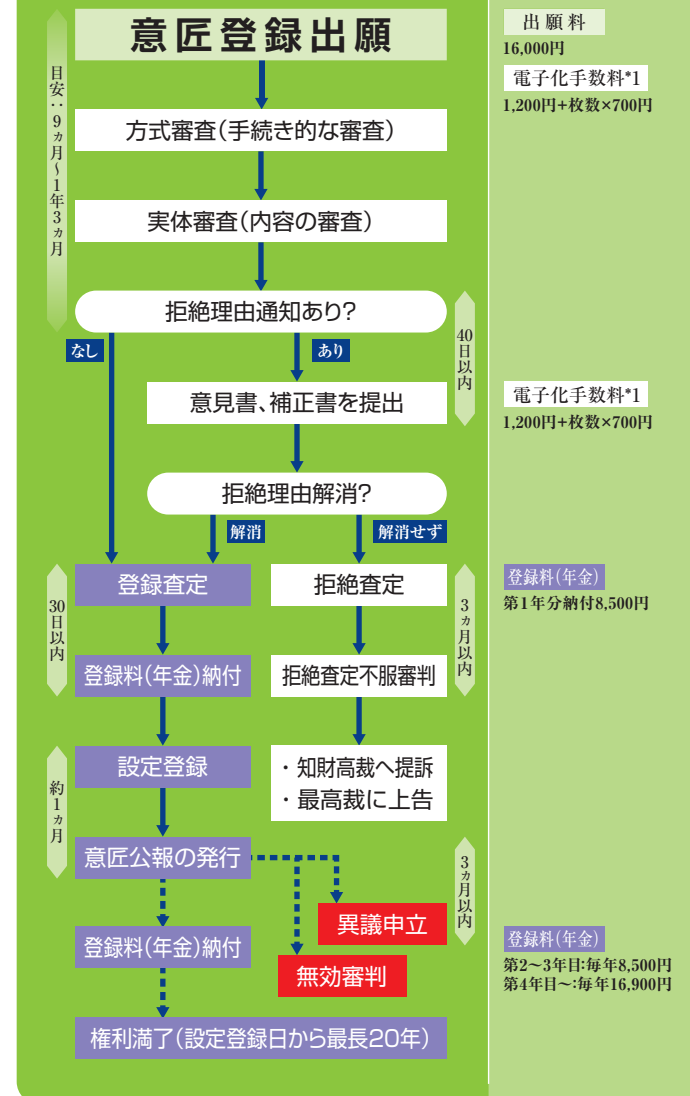 意匠登録出願
出願料
16,000円
電子化手数料*1
1,200円+枚数×700円
目安：9ヵ月～1年3ヵ月
方式審査(手続き的な審査)
実体審査(内容の審査)
拒絶理由通知あり?
なし
あり
40日以内
意見書、補正書を提出
電子化手数料*1
1,200円+枚数×700円
拒絶理由解消?
解消
解消せず
30日以内
登録査定
拒絶査定
3ヵ月以内
登録料(年金)
第1年分納付8,500円
登録料(年金)納付
拒絶査定不服審判
設定登録
・知財高裁へ提訴
・最高裁に上告
約1ヵ月
意匠公報の発行
3ヵ月以内
異議申立
登録料(年金)納付
無効審判
登録料(年金)
第2～3年目:毎年8,500円
第4年目～:毎年16,900円
権利満了(設定登録日から最長20年)